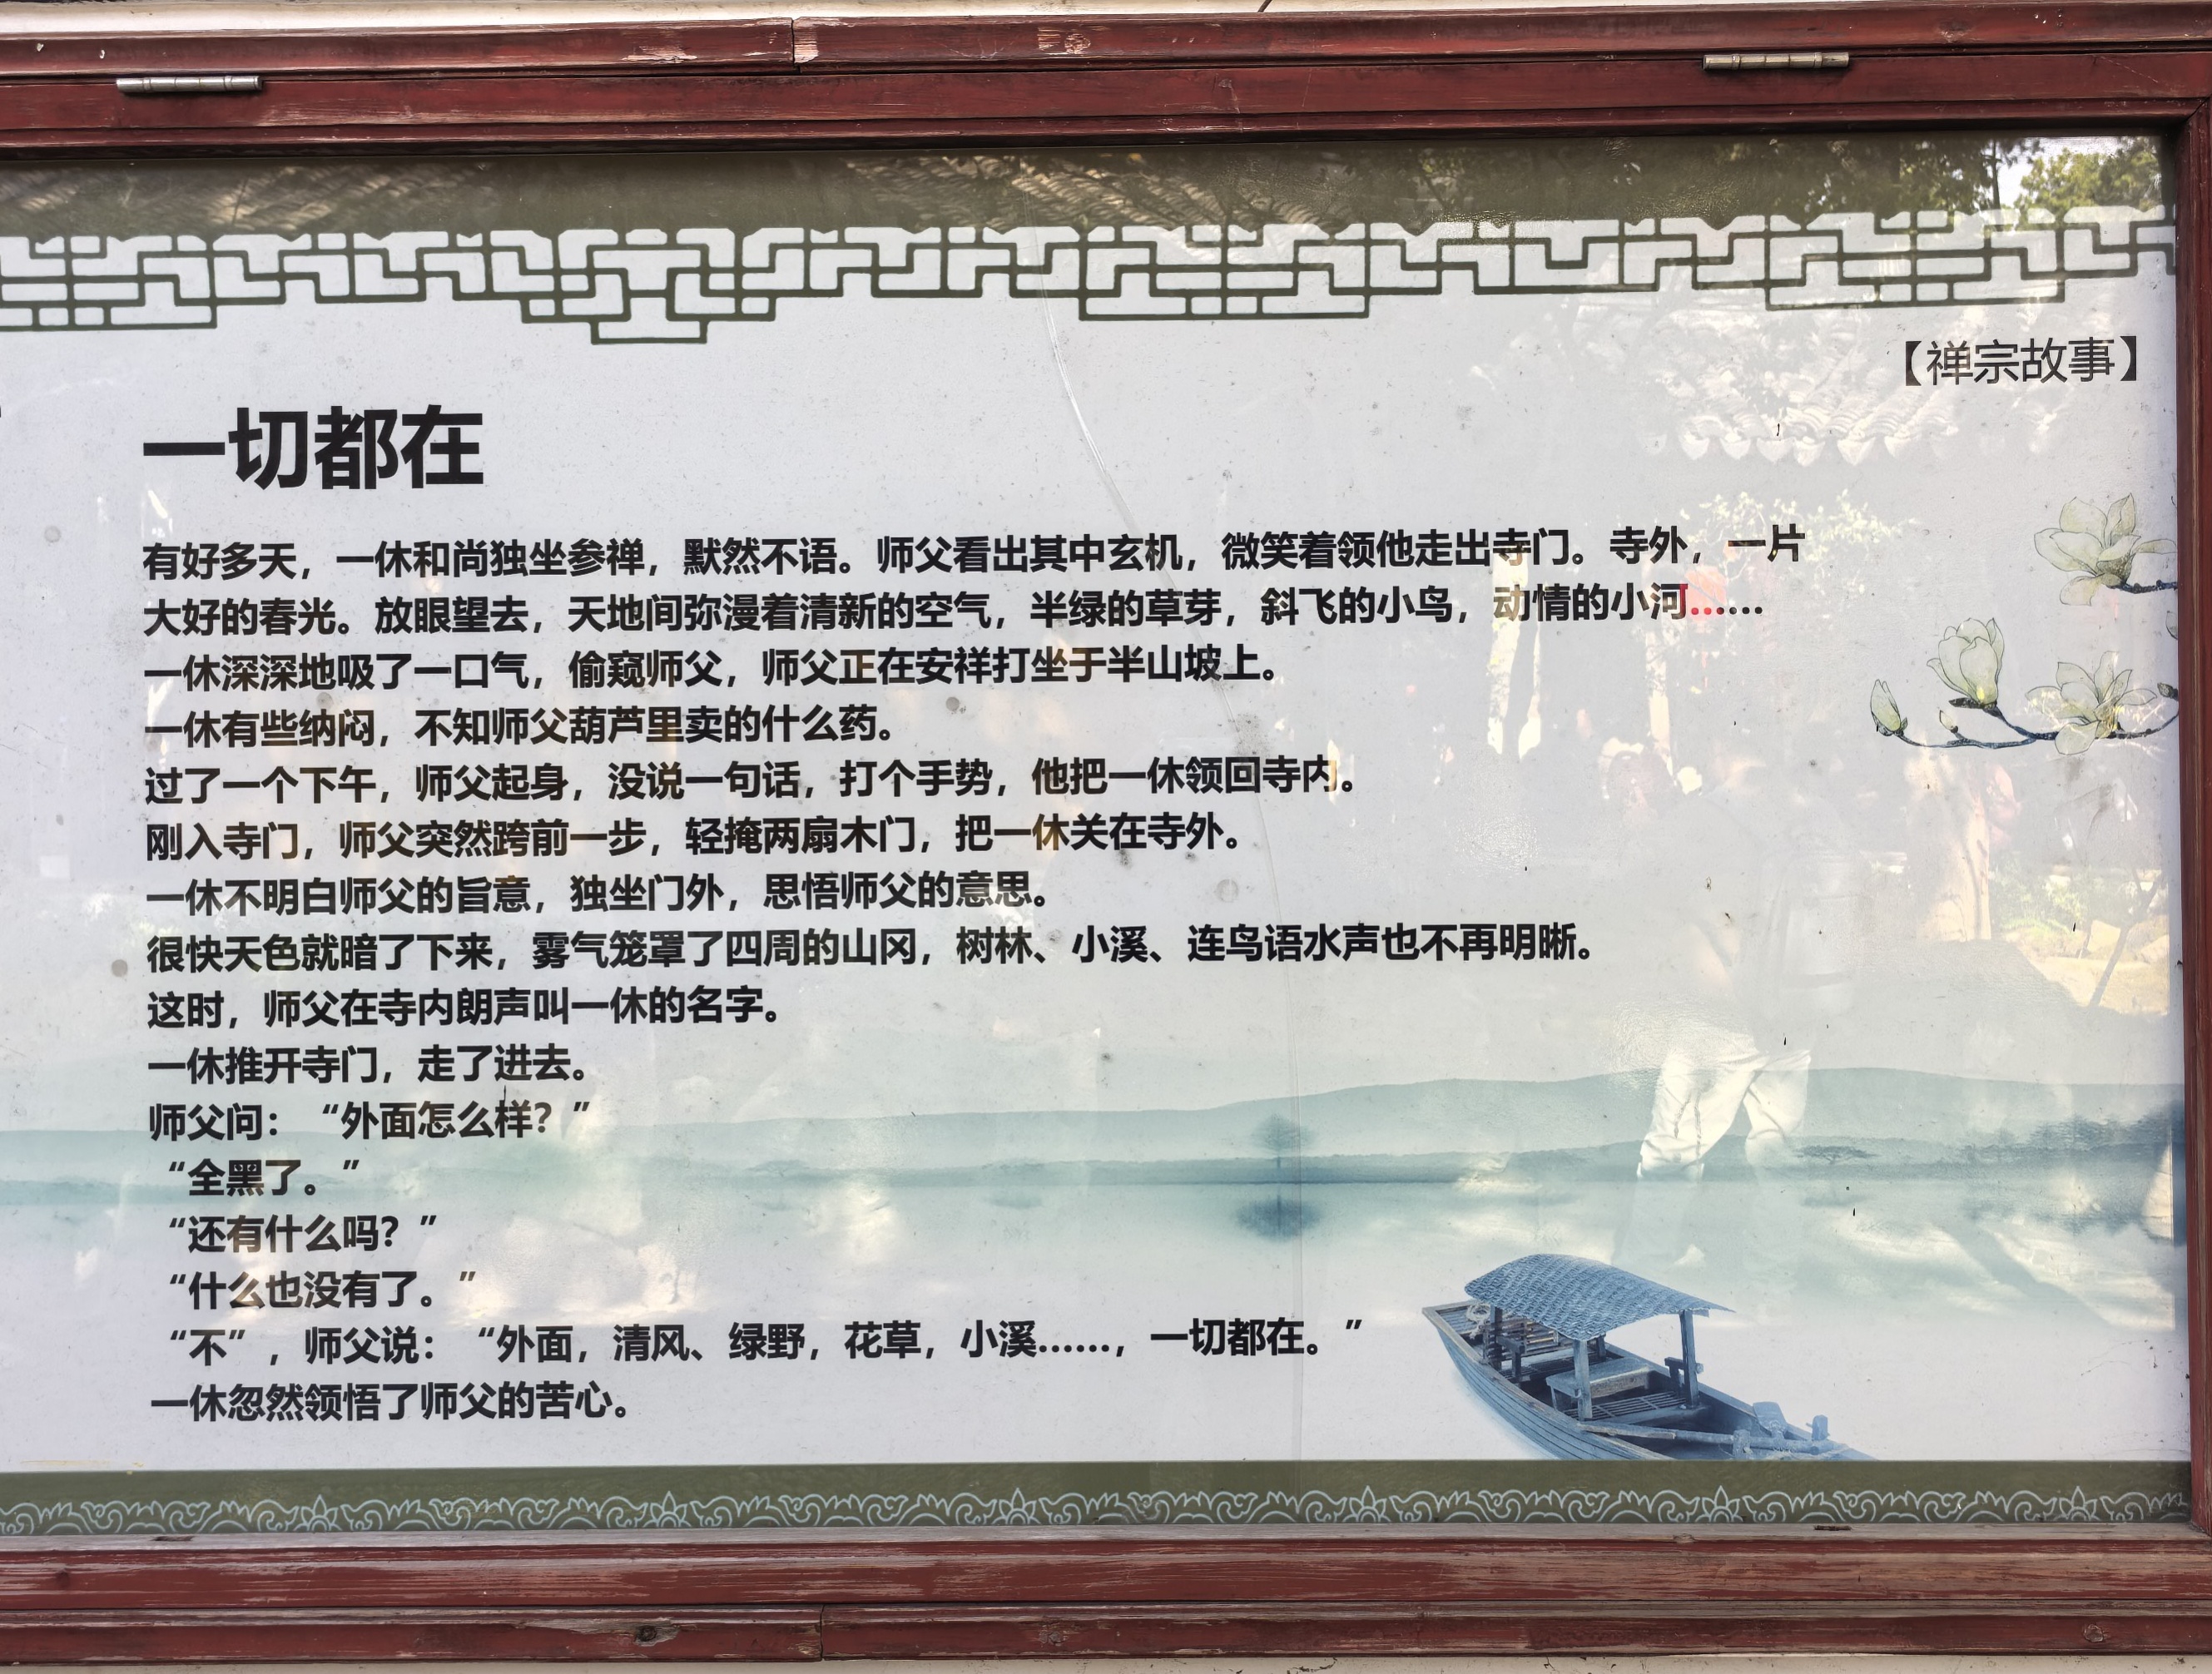 【禅宗故事】
一切都在
有好多天，一休和尚独坐参禅，默然不语。师父看出其中玄机，微笑着领他走出寺门。寺外，一片
大好的春光。放眼望去，天地间弥漫着清新的空气，半绿的草芽，斜飞的小鸟，动情的小河……
一休深深地吸了一口气，偷窥师父，师父正在安祥打坐于半山坡上。
一休有些纳闷，不知师父葫芦里卖的什么药。
过了一个下午，师父起身，没说一句话，打个手势，他把一休领回寺内。
刚入寺门，师父突然跨前一步，轻掩两扇木门，把一休关在寺外。
一休不明白师父的旨意，独坐门外，思悟师父的意思。
很快天色就暗了下来，雾气笼罩了四周的山冈，树林、小溪、连鸟语水声也不再明晰。
这时，师父在寺内朗声叫一休的名字。
一休推开寺门，走了进去。
师父问：“外面怎么样？”
“全黑了。”
“还有什么吗？”
“什么也没有了。”
“不”，师父说：“外面，清风、绿野，花草，小溪……，一切都在。”
一休忽然领悟了师父的苦心。